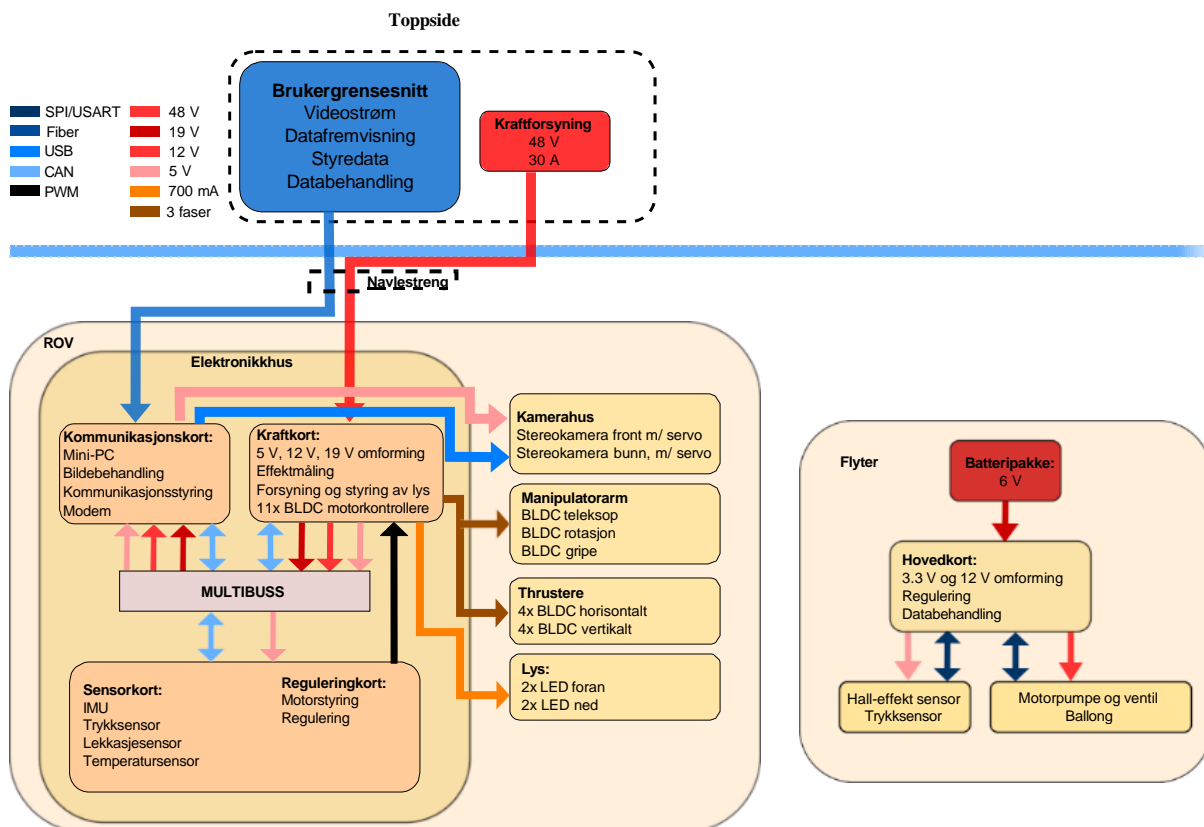 Toppside
Brukergrensesnitt
Videostrøm
Datafremvisning
Styredata
Databehandling
Kraftforsyning
48 V
30 A
SPI/USART
Fiber
USB
CAN
PWM
48 V
19 V
12 V
5 V
700 mA
3 faser
Navlestreng
ROV
Elektronikkhus
Kommunikasjonskort:
Mini-PC
Bildebehandling
Kommunikasjonsstyring
Modem
Kraftkort:
5 V, 12 V, 19 V omforming
Effektmåling
Forsyning og styring av lys
11x BLDC motorkontrollere
MULTIBUSS
Sensorkort:
IMU
Trykksensor
Lekkasjesensor
Temperatursensor
Reguleringkort:
Motorstyring
Regulering
Kamerahus
Stereokamera front m/ servo
Stereokamera bunn, m/ servo
Manipulatorarm
BLDC teleksop
BLDC rotasjon
BLDC gripe
Thrustere
4x BLDC horisontalt
4x BLDC vertikalt
Lys:
2x LED foran
2x LED ned
Flyter
Batteripakke:
6 V
Hovedkort:
3.3 V og 12 V omforming
Regulering
Databehandling
Hall-effekt sensor
Trykksensor
Motorpumpe og ventil
Ballong